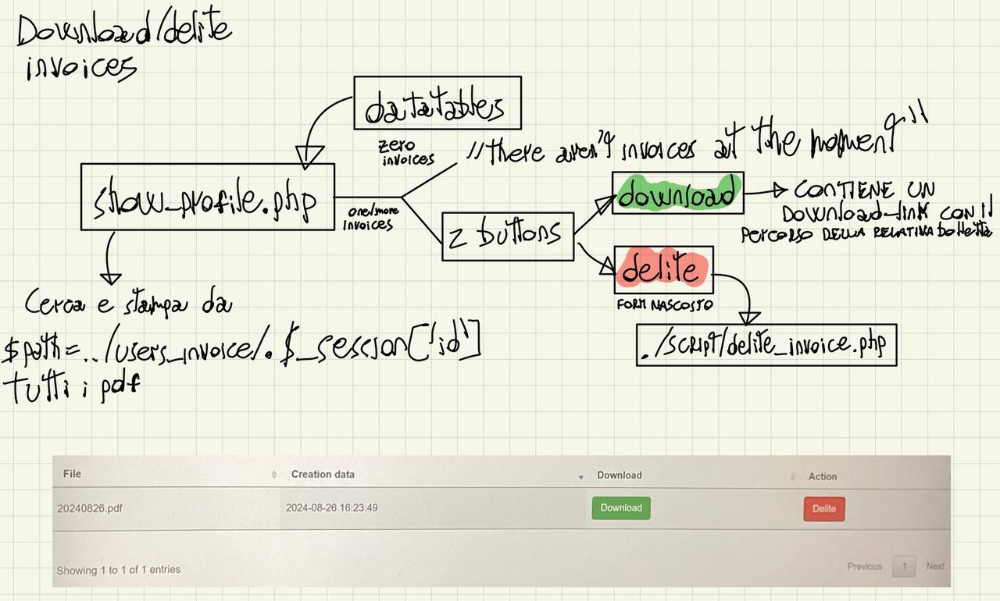 Download/delite
invoices
datatables
zero
invoices
"there aren't invoices at the moment"
show_profile.php
one/more
invoices
2 buttons
download
CONTIENE UN
DOWNLOAD-link CON il
PERCORSO DELLA RELATIVA bolletta
delite
FORM NASCOSTO
./script/delite_invoice.php
Cerca e stampa da
$path=../users_invoice/.$_session['id']
tutti i pdf
File Creation data Download Action
20240826.pdf 2024-08-26 16:23:49 Download Delite
Showing 1 to 1 of 1 entries Previous 1 Next